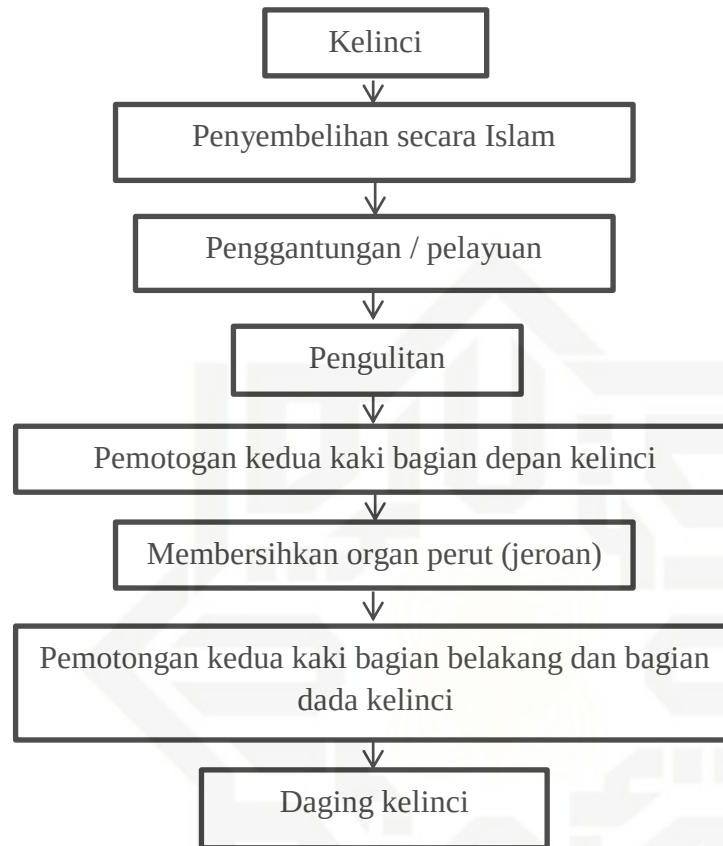 Kelinci
Penyembelihan secara Islam
Penggantungan / pelayuan
Pengulitan
Pemotogan kedua kaki bagian depan kelinci
Membersihkan organ perut (jeroan)
Pemotongan kedua kaki bagian belakang dan bagian
dada kelinci
Daging kelinci